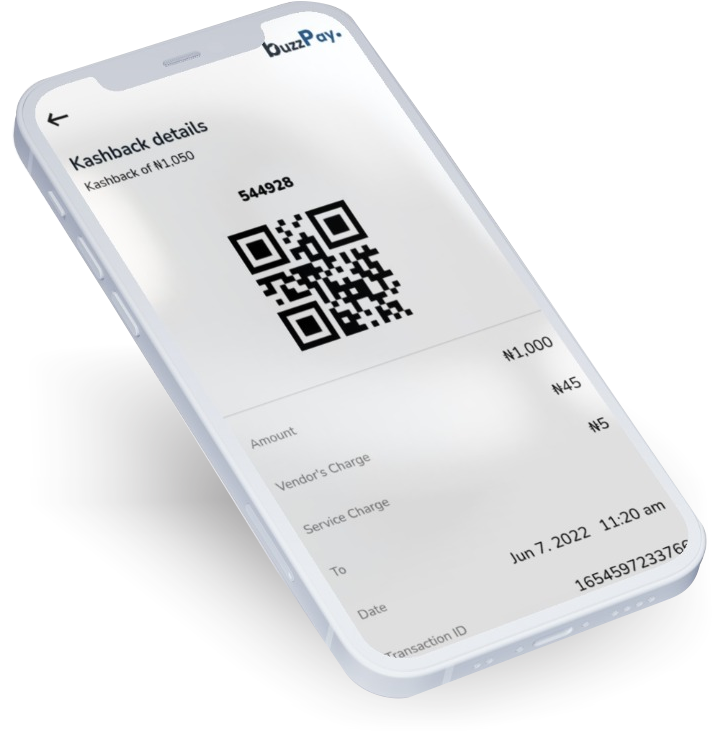 buzzPay.
Kashback details
Kashback of ₦1,050
544928
Amount ₦1,000
Vendor's Charge ₦45
Service Charge ₦5
To
Date Jun 7. 2022 11:20 am
Transaction ID 1654597233766